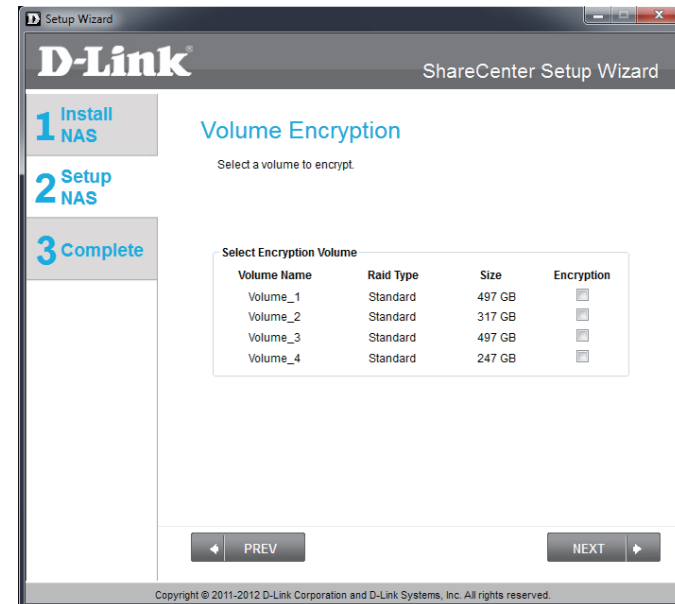 Setup Wizard
D-Link®
ShareCenter Setup Wizard
1 Install NAS
2 Setup NAS
3 Complete
Volume Encryption
Select a volume to encrypt.
Select Encryption Volume
Volume Name Raid Type Size Encryption
Volume_1 Standard 497 GB
Volume_2 Standard 317 GB
Volume_3 Standard 497 GB
Volume_4 Standard 247 GB
PREV NEXT
Copyright © 2011-2012 D-Link Corporation and D-Link Systems, Inc. All rights reserved.